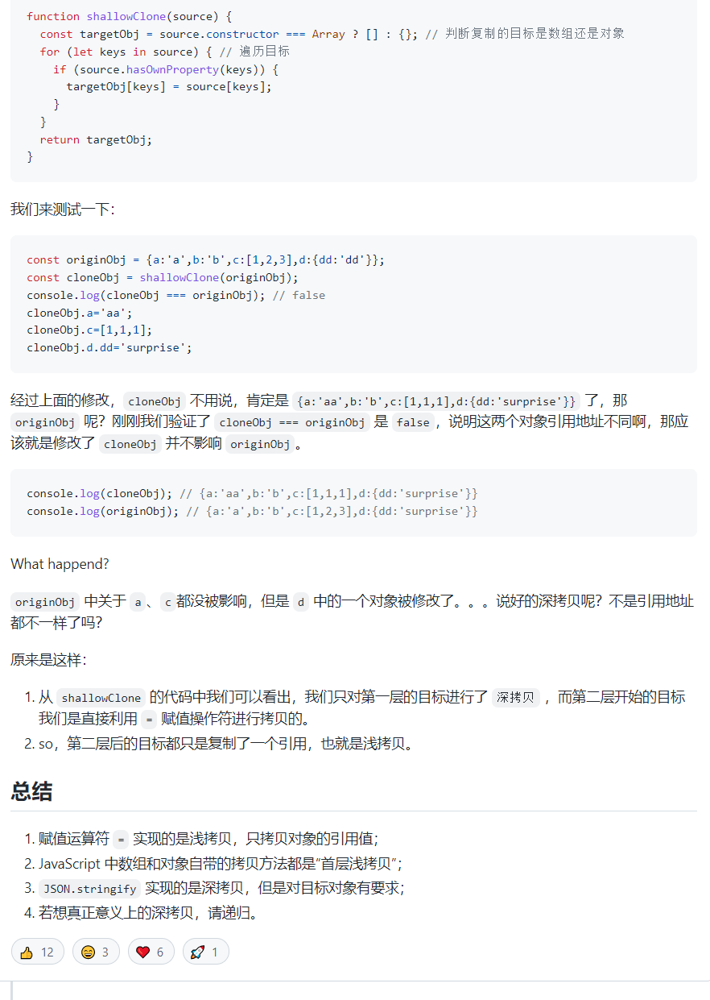 function shallowClone(source) {
  const targetObj = source.constructor === Array ? [] : {}; // 判断复制的目标是数组还是对象
  for (let keys in source) { // 遍历目标
    if (source.hasOwnProperty(keys)) {
      targetObj[keys] = source[keys];
    }
  }
  return targetObj;
}
我们来测试一下：
const originObj = {a:'a',b:'b',c:[1,2,3],d:{dd:'dd'}};
const cloneObj = shallowClone(originObj);
console.log(cloneObj === originObj); // false
cloneObj.a='aa';
cloneObj.c=[1,1,1];
cloneObj.d.dd='surprise';
经过上面的修改，cloneObj 不用说，肯定是 {a:'aa',b:'b',c:[1,1,1],d:{dd:'surprise'}} 了，那
originObj 呢？刚刚我们验证了 cloneObj === originObj 是 false，说明这两个对象引用地址不同啊，那应
该就是修改了 cloneObj 并不影响 originObj。
console.log(cloneObj); // {a:'aa',b:'b',c:[1,1,1],d:{dd:'surprise'}}
console.log(originObj); // {a:'a',b:'b',c:[1,2,3],d:{dd:'surprise'}}
What happend?
originObj 中关于 a、c都没被影响，但是 d 中的一个对象被修改了。。。说好的深拷贝呢？不是引用地址
都不一样了吗？
原来是这样：
1. 从 shallowClone 的代码中我们可以看出，我们只对第一层的目标进行了 深拷贝 ，而第二层开始的目标
我们是直接利用 = 赋值操作符进行拷贝的。
2. so，第二层后的目标都只是复制了一个引用，也就是浅拷贝。
总结
1. 赋值运算符 = 实现的是浅拷贝，只拷贝对象的引用值；
2. JavaScript 中数组和对象自带的拷贝方法都是“首层浅拷贝”；
3. JSON.stringify 实现的是深拷贝，但是对目标对象有要求；
4. 若想真正意义上的深拷贝，请递归。
👍 12 😄 3 ❤️ 6 🚀 1